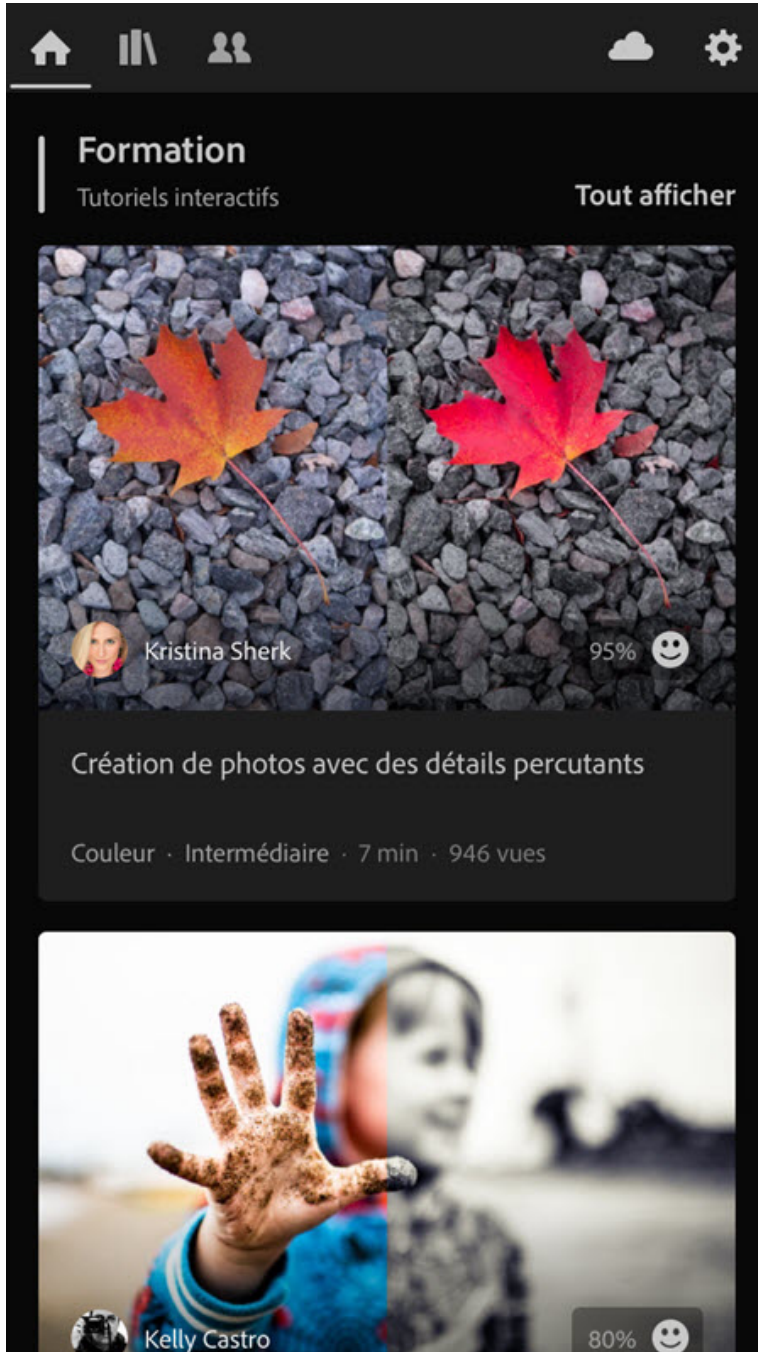 Formation
Tutoriels interactifs
Tout afficher
Kristina Sherk
95%
Création de photos avec des détails percutants
Couleur · Intermédiaire · 7 min · 946 vues
Kelly Castro
80%